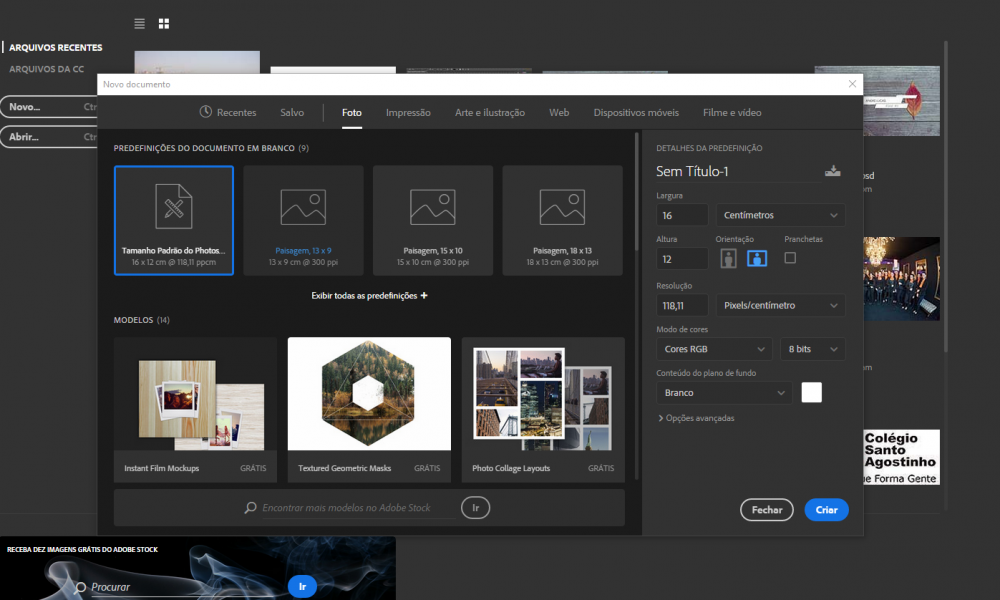 ARQUIVOS RECENTES
ARQUIVOS DA CC
Novo... Ctr
Abrir... Ctr
Novo documento
Recentes Salvo Foto Impressão Arte e ilustração Web Dispositivos móveis Filme e vídeo
PREDEFINIÇÕES DO DOCUMENTO EM BRANCO (9)
Tamanho Padrão do Photos...
16 x 12 cm @ 118,11 ppcm
Paisagem, 13 x 9
13 x 9 cm @ 300 ppi
Paisagem, 15 x 10
15 x 10 cm @ 300 ppi
Paisagem, 18 x 13
18 x 13 cm @ 300 ppi
Exibir todas as predefinições +
MODELOS (14)
Instant Film Mockups GRÁTIS
Textured Geometric Masks GRÁTIS
Photo Collage Layouts GRÁTIS
Encontrar mais modelos no Adobe Stock Ir
DETALHES DA PREDEFINIÇÃO
Sem Título-1
Largura
16 Centímetros
Altura Orientação Pranchetas
12
Resolução
118,11 Pixels/centímetro
Modo de cores
Cores RGB 8 bits
Conteúdo do plano de fundo
Branco
Opções avançadas
Fechar Criar
psd
cm
cm
Colégio
Santo
Agostinho
ue Forma Gente
RECEBA DEZ IMAGENS GRÁTIS DO ADOBE STOCK
Procurar Ir